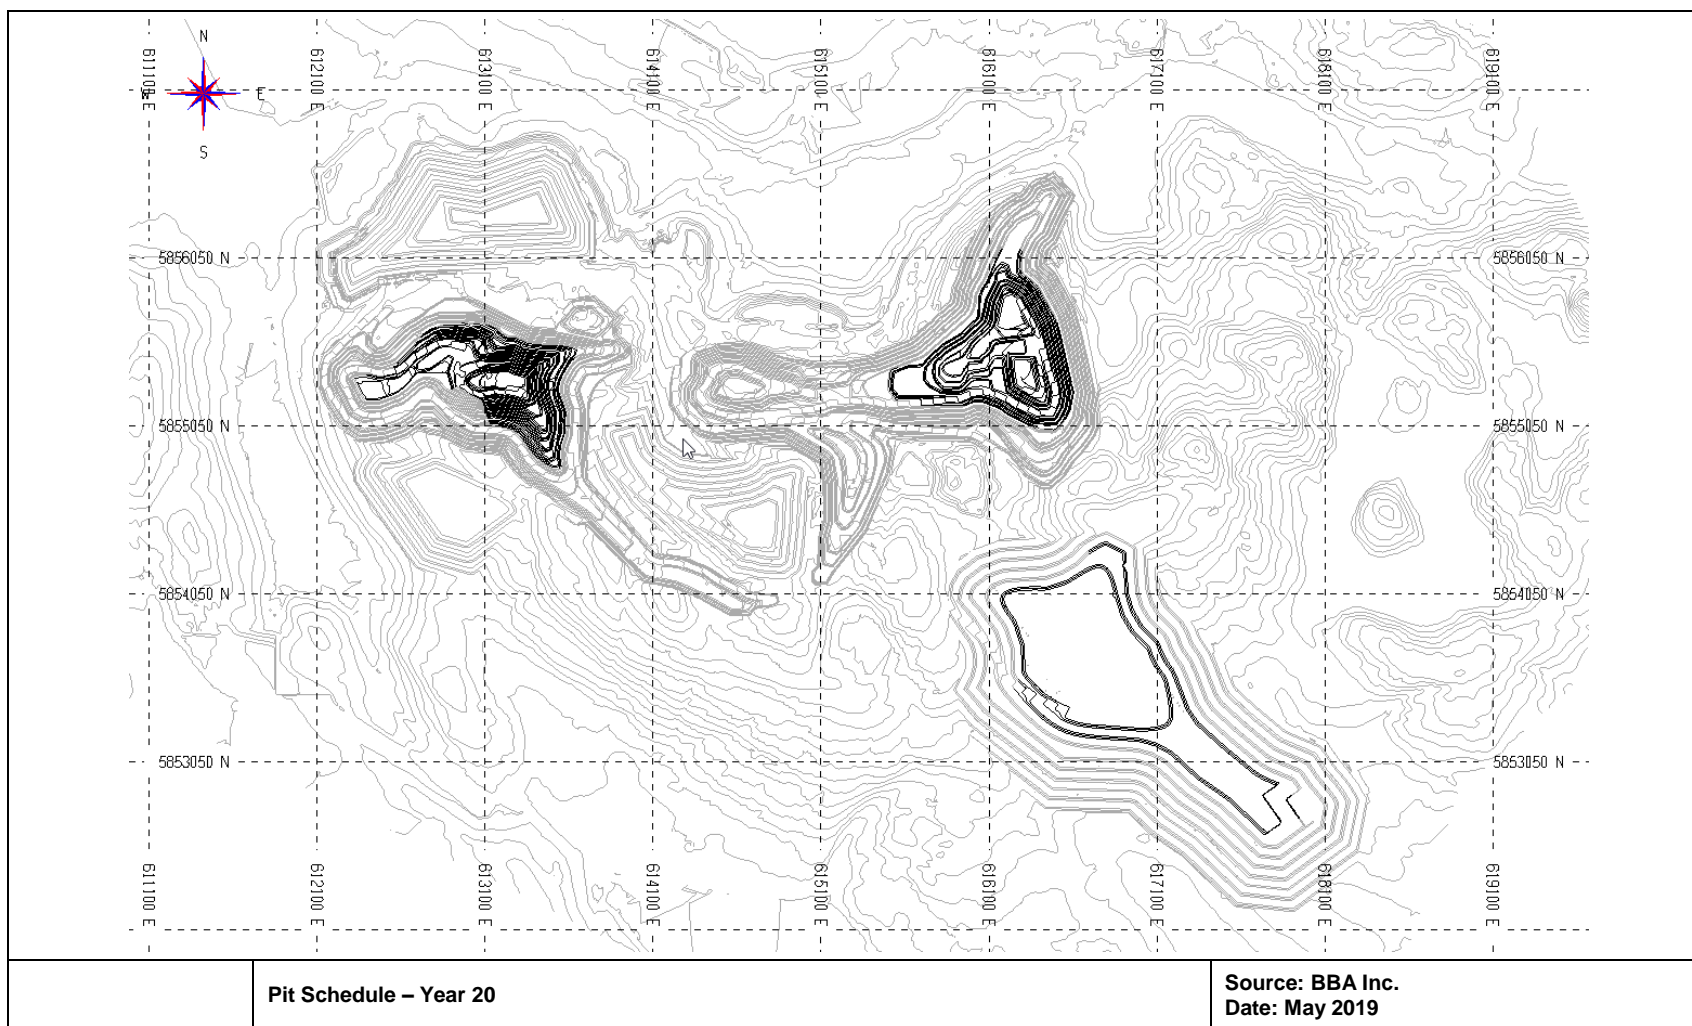 N
W E
S
611100 E
612100 E
613100 E
614100 E
615100 E
616100 E
617100 E
618100 E
619100 E
5856050 N
5856050 N
5855050 N
5855050 N
5854050 N
5854050 N
5853050 N
5853050 N
611100 E
612100 E
613100 E
614100 E
615100 E
616100 E
617100 E
618100 E
619100 E
Pit Schedule – Year 20
Source: BBA Inc.
Date: May 2019